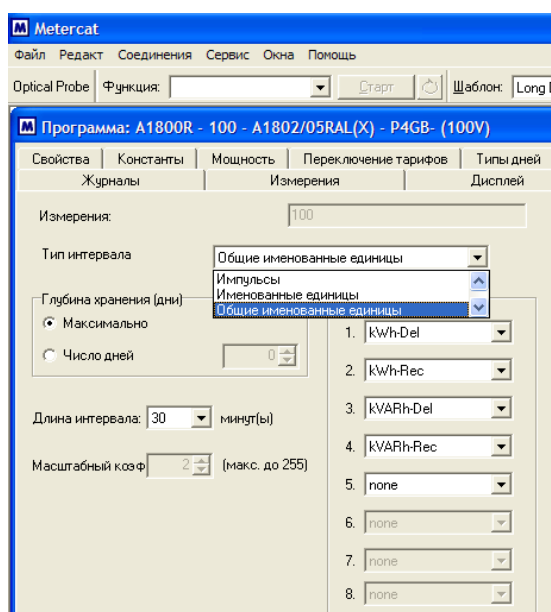 Metercat
Файл Редакт Соединения Сервис Окна Помощь
Optical Probe Функция: Старт Шаблон: Long
Программа: A1800R - 100 - A1802/05RAL(X) - P4GB- (100V)
Свойства Константы Мощность Переключение тарифов Типы дней
Журналы Измерения Дисплей
Измерения: 100
Тип интервала Общие именованные единицы
Импульсы
Именованные единицы
Общие именованные единицы
Глубина хранения (дни)
Максимально
Число дней 0
1. kWh-Del
2. kWh-Rec
3. kVARh-Del
4. kVARh-Rec
5. none
6. none
7. none
8. none
Длина интервала: 30 минут(ы)
Масштабный коэф 2 (макс. до 255)